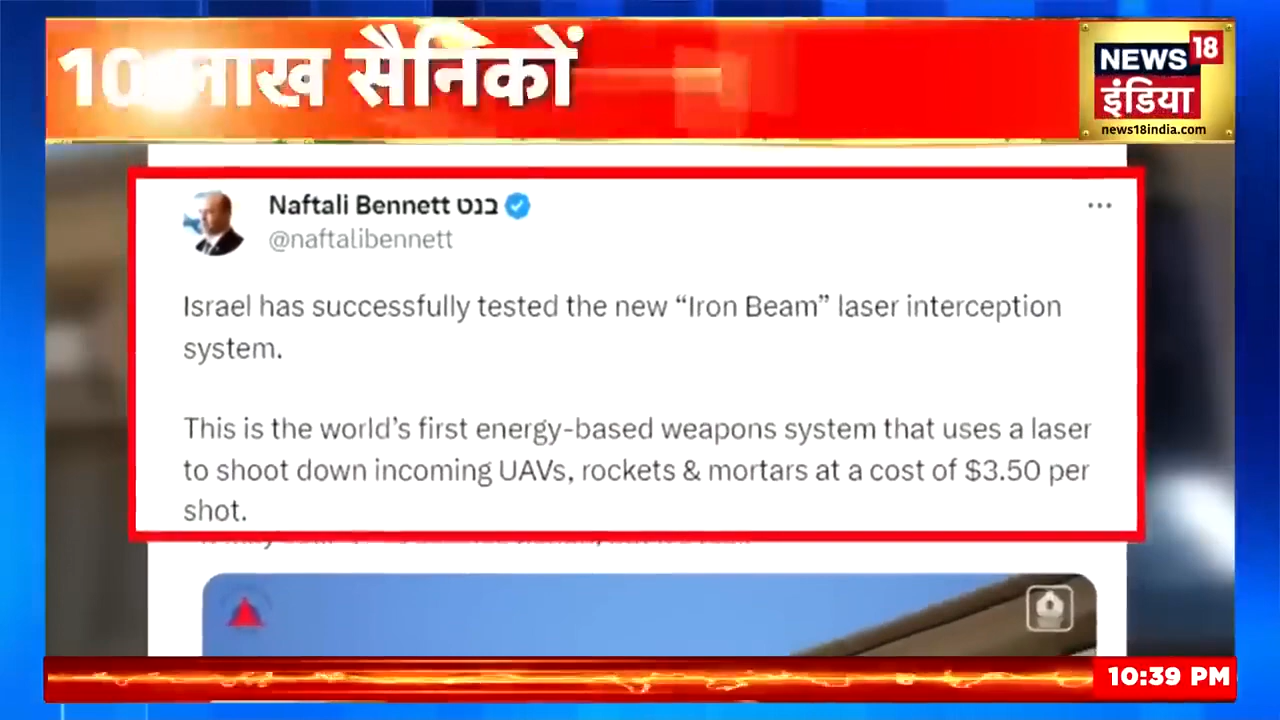 10 लाख सैनिकों
NEWS 18
इंडिया
news18india.com
Naftali Bennett בנט
@naftalibennett
Israel has successfully tested the new “Iron Beam” laser interception
system.
This is the world’s first energy-based weapons system that uses a laser
to shoot down incoming UAVs, rockets & mortars at a cost of $3.50 per
shot.
10:39 PM